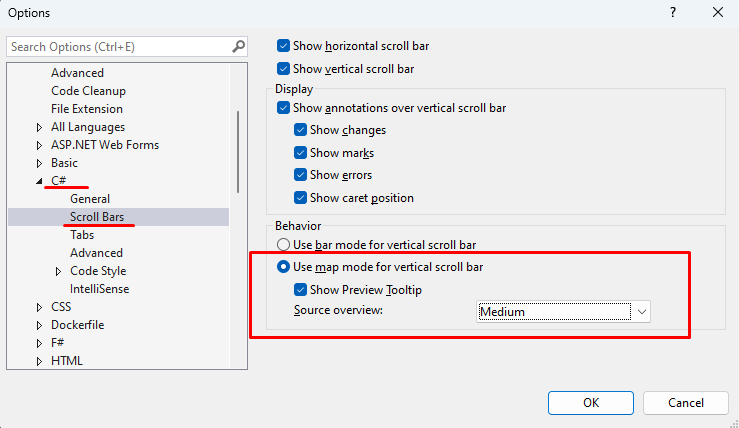 Options
?
Search Options (Ctrl+E)
Advanced
Code Cleanup
File Extension
All Languages
ASP.NET Web Forms
Basic
C#
General
Scroll Bars
Tabs
Advanced
Code Style
IntelliSense
CSS
Dockerfile
F#
HTML
Show horizontal scroll bar
Show vertical scroll bar
Display
Show annotations over vertical scroll bar
Show changes
Show marks
Show errors
Show caret position
Behavior
Use bar mode for vertical scroll bar
Use map mode for vertical scroll bar
Show Preview Tooltip
Source overview: Medium
OK Cancel